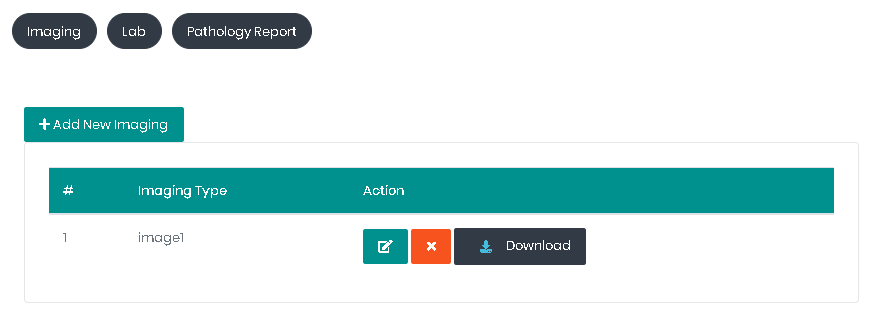 Imaging Lab Pathology Report
Add New Imaging
# Imaging Type Action
1 image1 Download